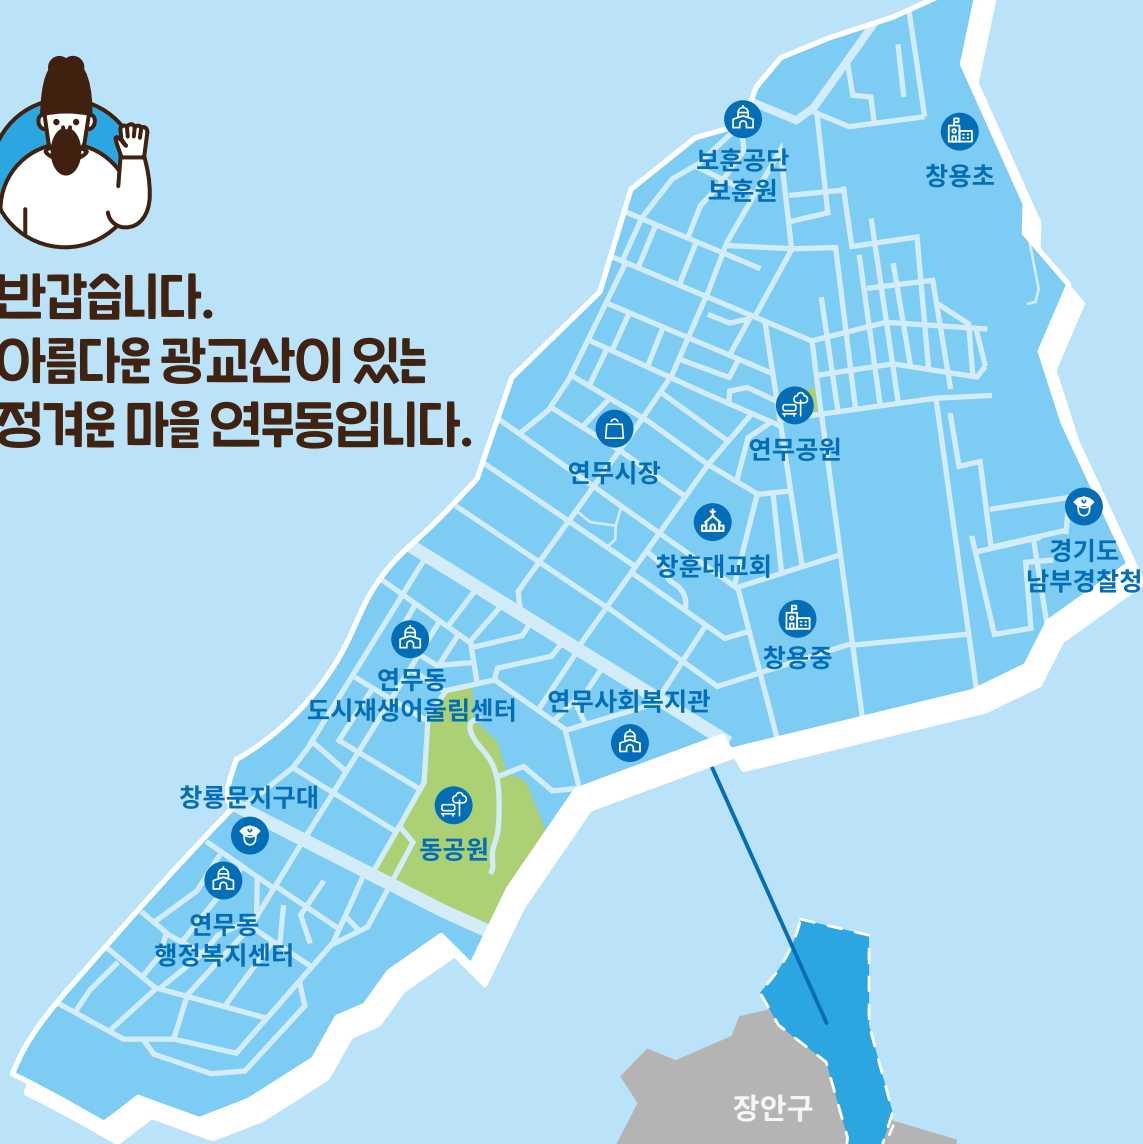 반갑습니다.
아름다운 광교산이 있는
정겨운 마을 연무동입니다.
보훈공단
보훈원
창용초
연무공원
연무시장
경기도
남부경찰청
창훈대교회
창용중
연무동
도시재생어울림센터
연무사회복지관
창룡문지구대
동공원
연무동
행정복지센터
장안구